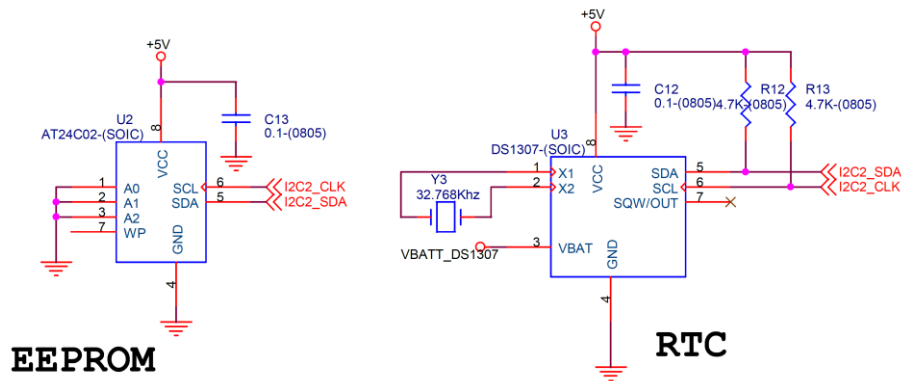 +5V
C13
0.1-(0805)
U2
AT24C02-(SOIC)
8
VCC
1 A0
2 A1
3 A2
7 WP
SCL 6 I2C2_CLK
SDA 5 I2C2_SDA
GND
4
EEPROM
+5V
C12
0.1-(0805)
R12
4.7K-(0805)
R13
4.7K-(0805)
U3
DS1307-(SOIC)
8
VCC
1 X1
2 X2
Y3
32.768Khz
SDA 5 I2C2_SDA
SCL 6 I2C2_CLK
SQW/OUT 7
3 VBAT
VBATT_DS1307
GND
4
RTC